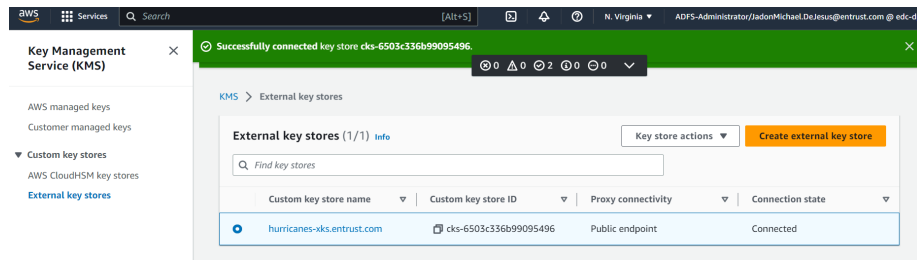 aws
Services
Search
[Alt+S]
N. Virginia ▼
ADFS-Administrator/JadonMichael.DeJesus@entrust.com @ edc-d
Key Management Service (KMS)
AWS managed keys
Customer managed keys
Custom key stores
AWS CloudHSM key stores
External key stores
Successfully connected key store cks-6503c336b99095496.
0 0 2 0 0
KMS > External key stores
External key stores (1/1) Info
Key store actions ▼
Create external key store
Find key stores
Custom key store name
Custom key store ID
Proxy connectivity
Connection state
hurricanes-xks.entrust.com
cks-6503c336b99095496
Public endpoint
Connected